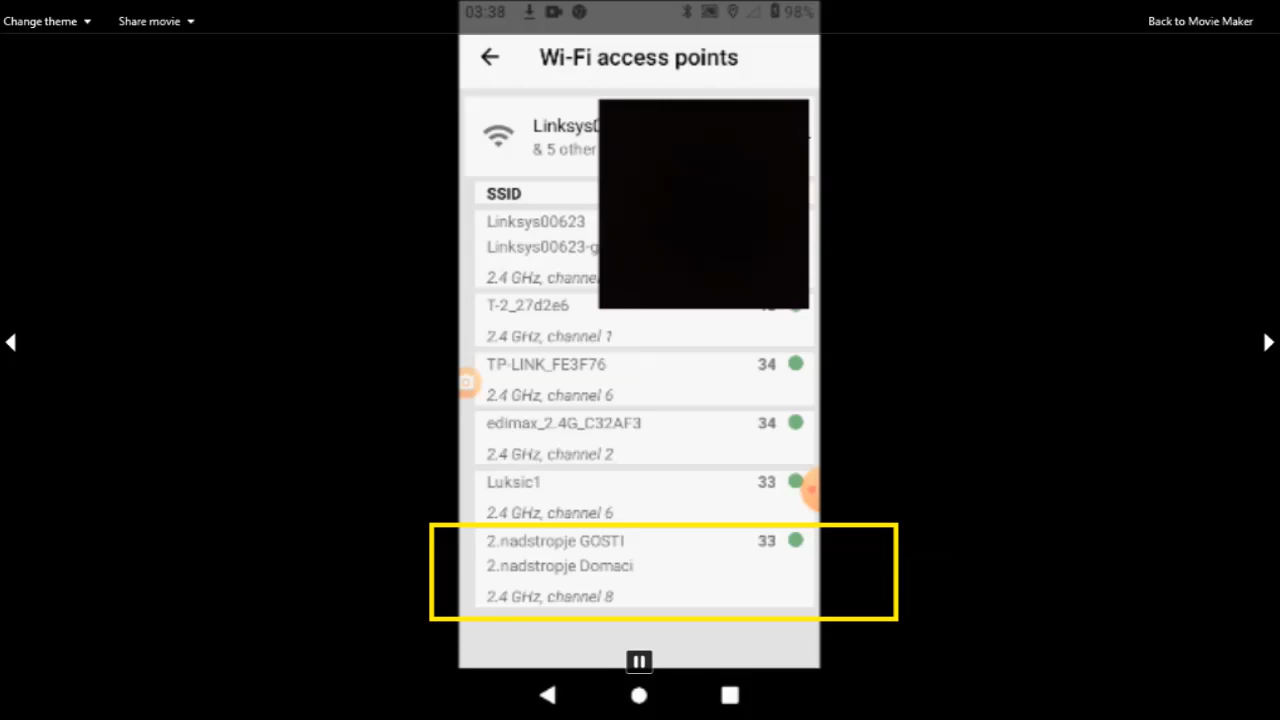 Change theme
Share movie
Back to Movie Maker
03:38
98%
Wi-Fi access points
& 5 other
SSID
Linksys00623
2.4 GHz,
T-2_27d2e6
2.4 GHz, channel 1
TP-LINK_FE3F76 34
2.4 GHz, channel 6
edimax_2.4G_C32AF3 34
2.4 GHz, channel 2
Luksic1 33
2.4 GHz, channel 6
2.nadstropje GOSTI 33
2.nadstropje Domaci
2.4 GHz, channel 8